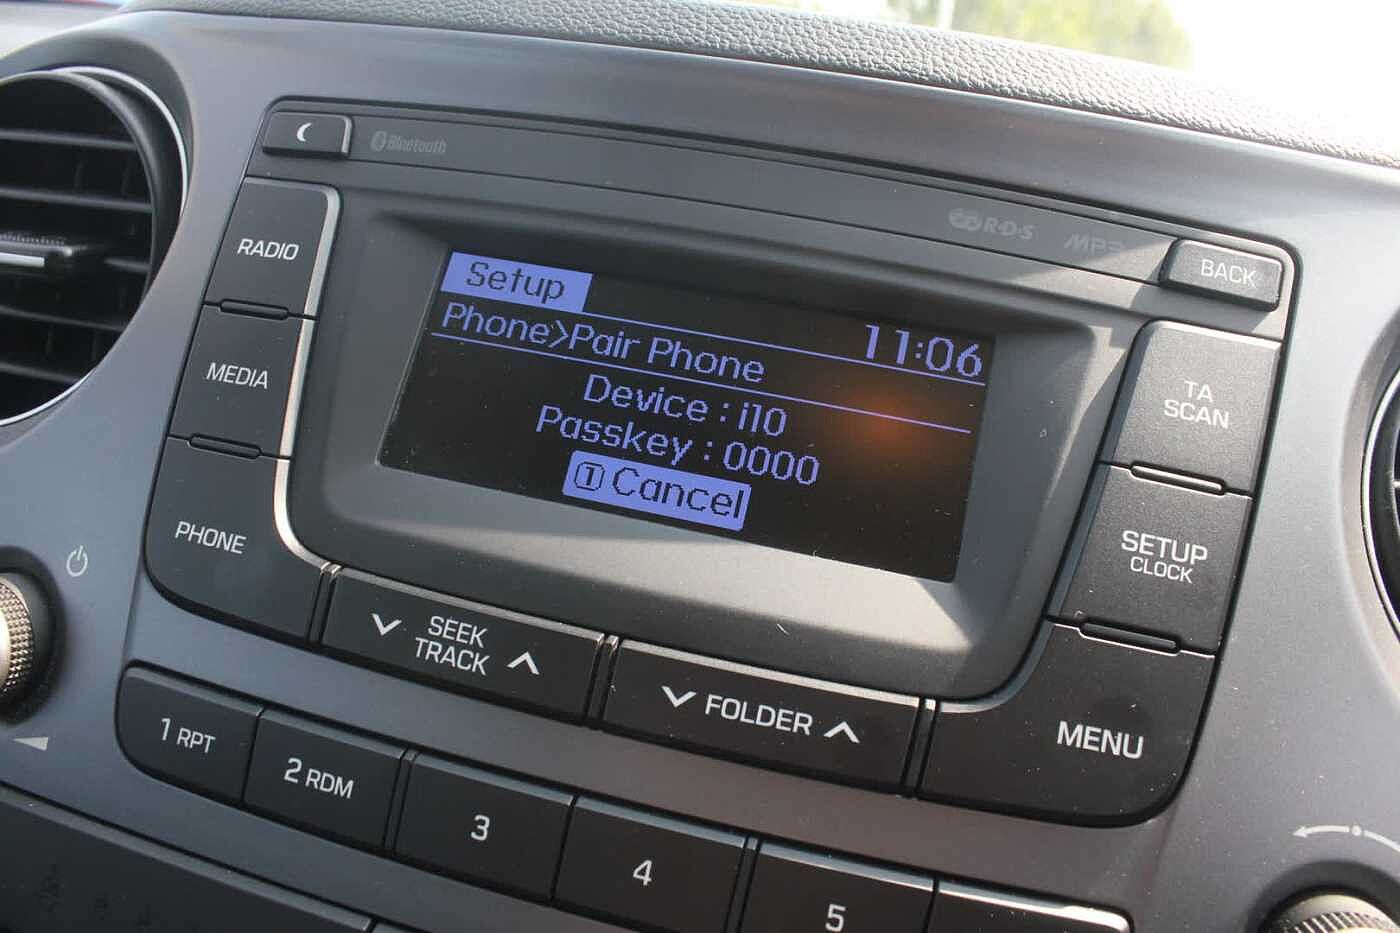 Bluetooth
R·D·S
MP3
BACK
RADIO
MEDIA
PHONE
Setup
11:06
Phone>Pair Phone
Device : i10
Passkey : 0000
1 Cancel
TA
SCAN
SETUP
CLOCK
SEEK
TRACK
FOLDER
MENU
1 RPT
2 RDM
3
4
5